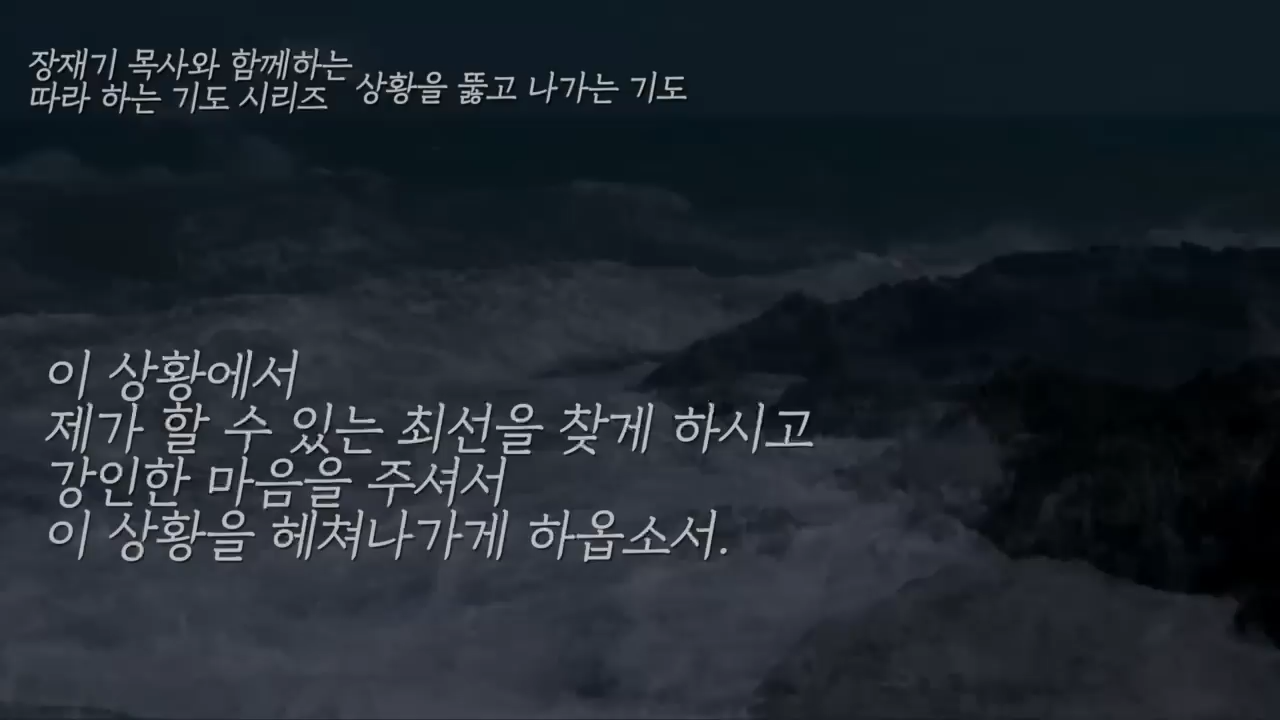 장재기 목사와 함께하는
따라 하는 기도 시리즈
상황을 뚫고 나가는 기도
이 상황에서
제가 할 수 있는 최선을 찾게 하시고
강인한 마음을 주셔서
이 상황을 헤쳐나가게 하옵소서.